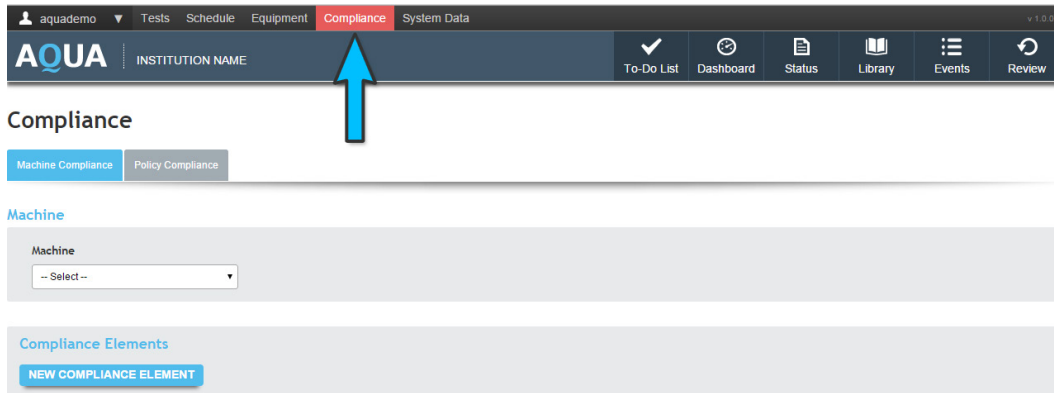 aquademo ▼ Tests Schedule Equipment Compliance System Data v 1.0.0
AQUA INSTITUTION NAME To-Do List Dashboard Status Library Events Review
Compliance
Machine Compliance Policy Compliance
Machine
Machine
-- Select --
Compliance Elements
NEW COMPLIANCE ELEMENT